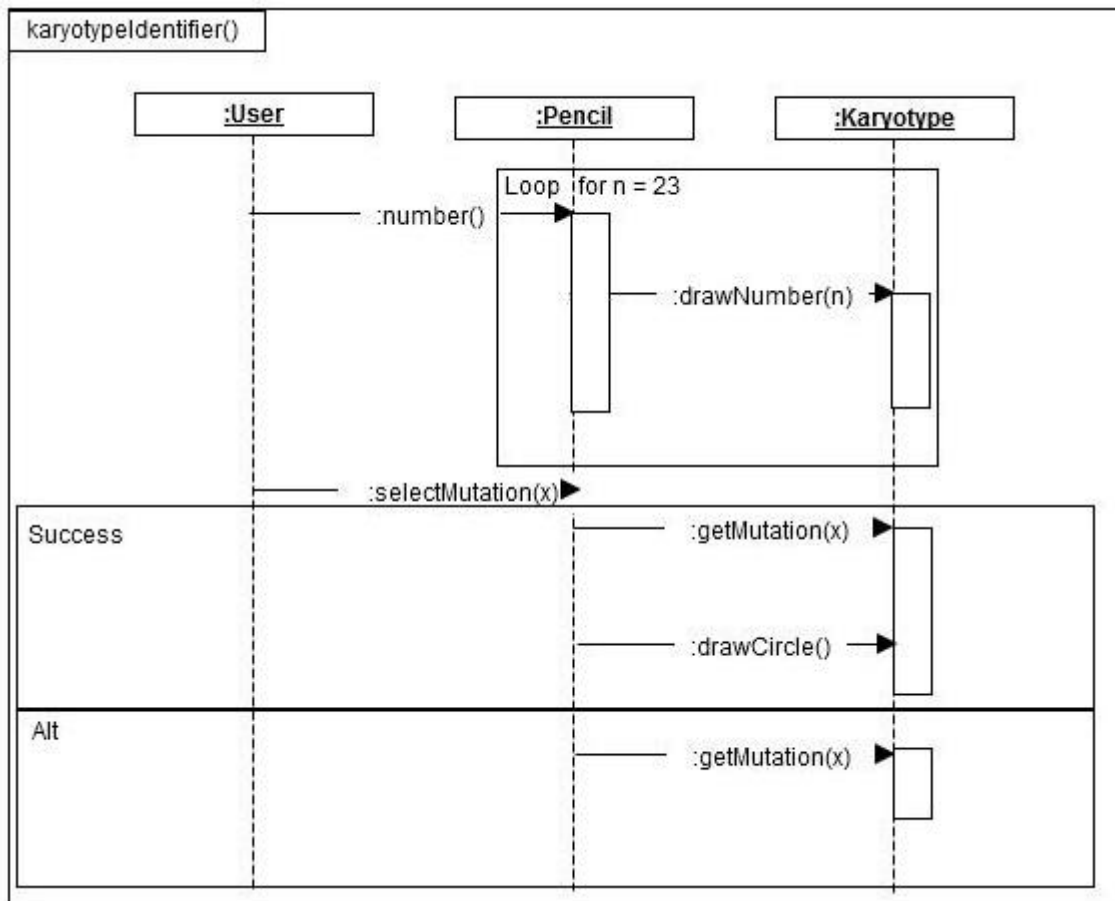 karyotypeIdentifier()
:User
:Pencil
:Karyotype
Loop for n = 23
:number()
:drawNumber(n)
:selectMutation(x)
Success
:getMutation(x)
:drawCircle()
Alt
:getMutation(x)